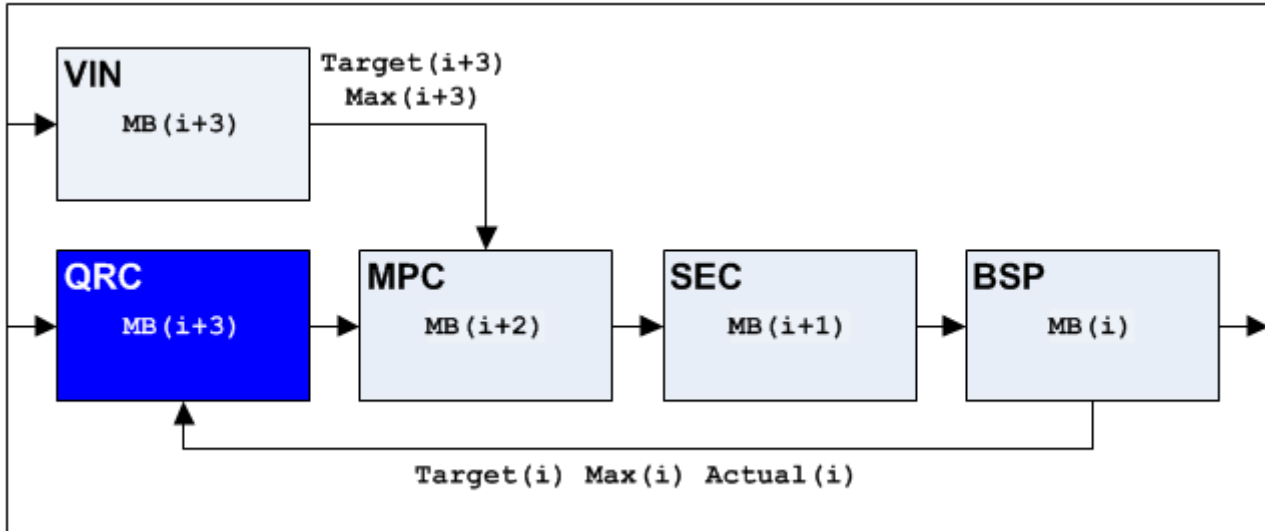 VIN
MB(i+3)
Target(i+3)
Max(i+3)
QRC
MB(i+3)
MPC
MB(i+2)
SEC
MB(i+1)
BSP
MB(i)
Target(i) Max(i) Actual(i)